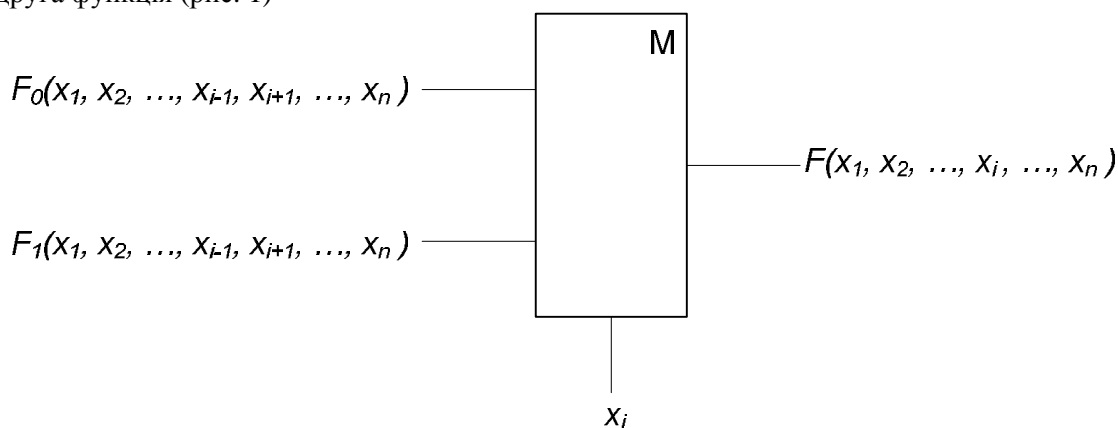 друга функція (рис. 1)
M
F₀(x₁, x₂, …, xᵢ₋₁, xᵢ₊₁, …, xₙ )
F(x₁, x₂, …, xᵢ, …, xₙ )
F₁(x₁, x₂, …, xᵢ₋₁, xᵢ₊₁, …, xₙ )
xᵢ